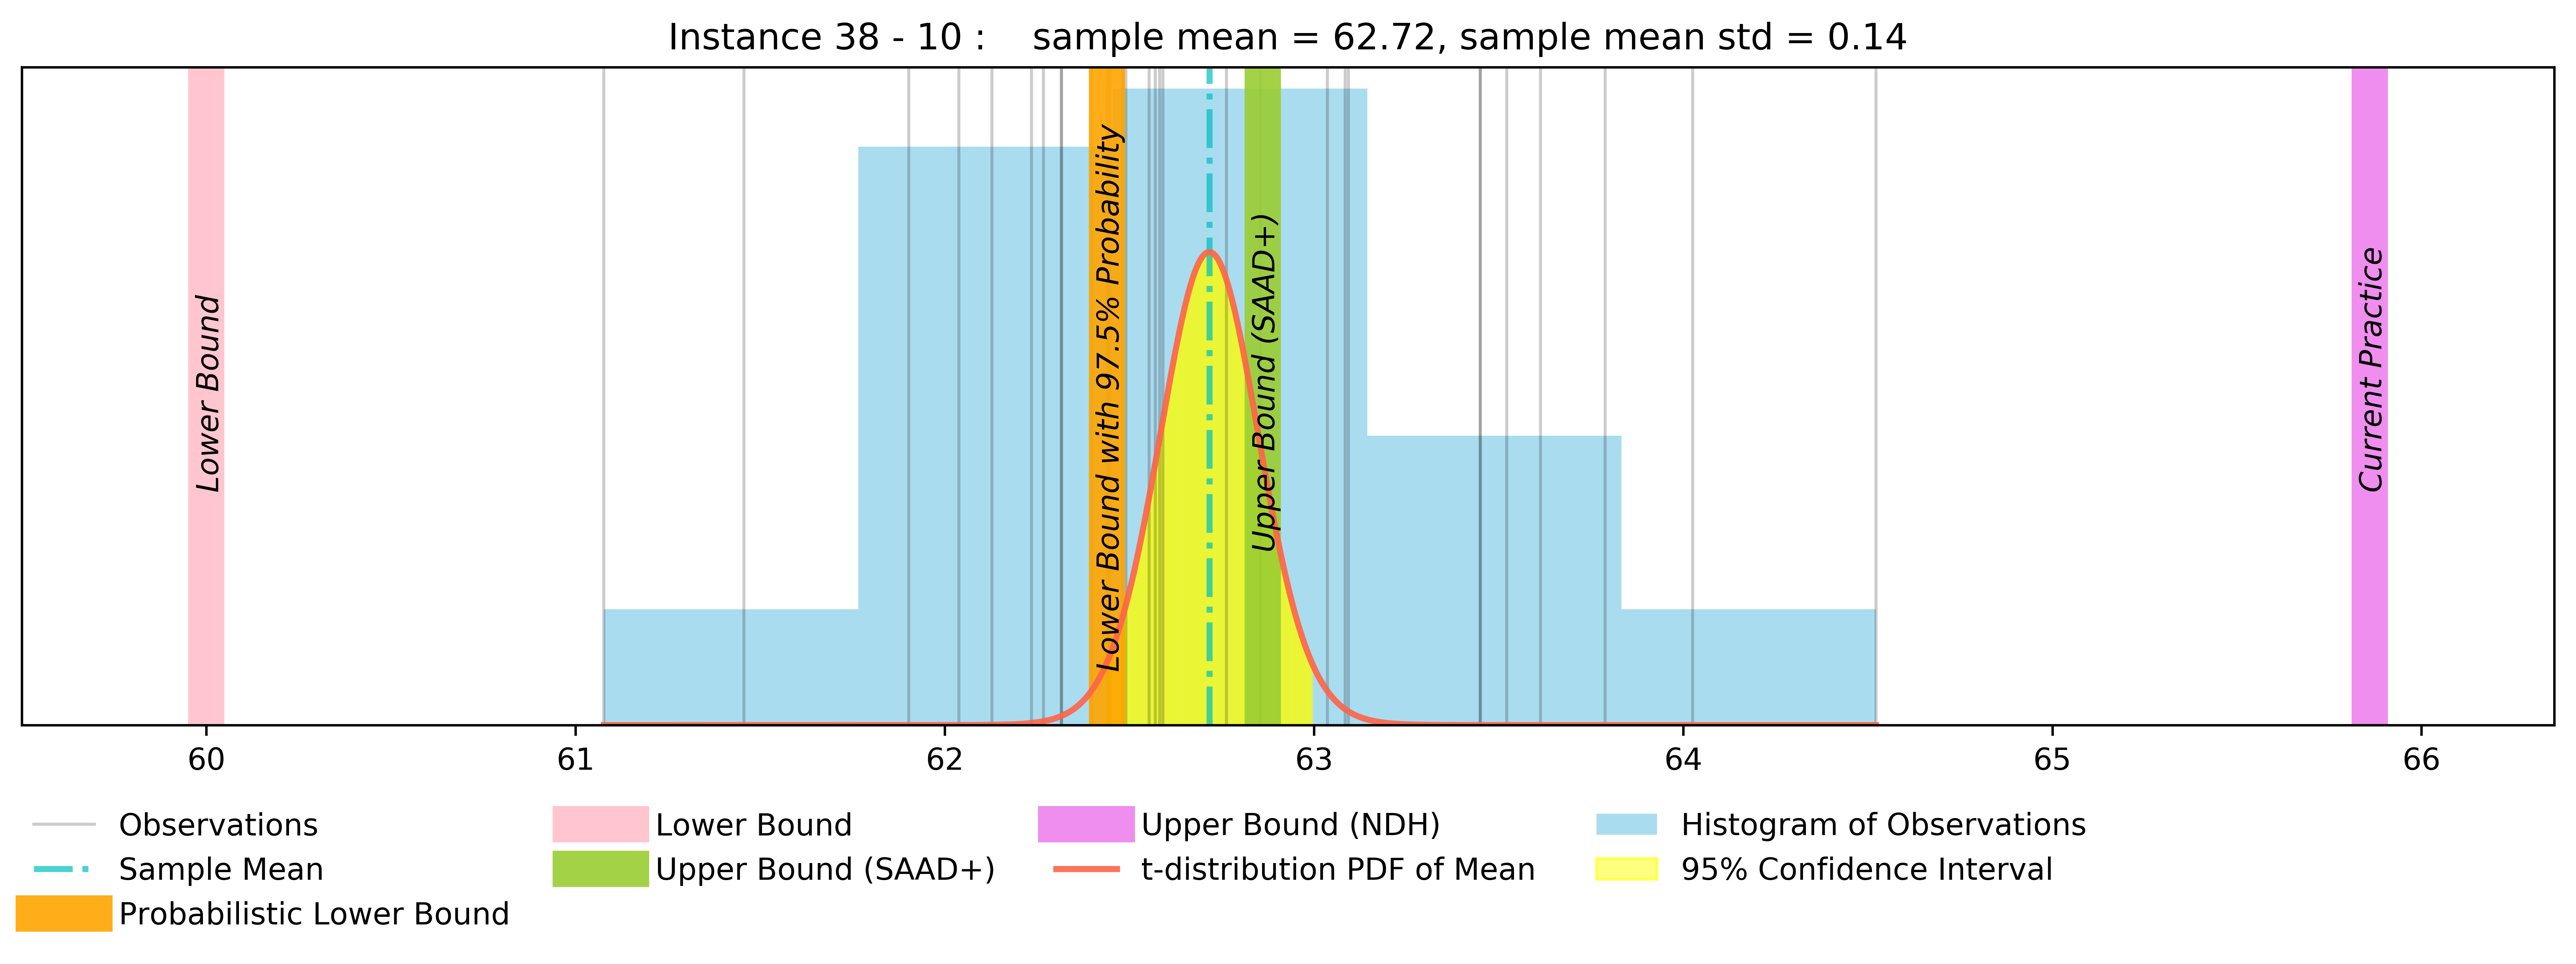 Instance 38 - 10 :    sample mean = 62.72, sample mean std = 0.14
Lower Bound
Lower Bound with 97.5% Probability
Upper Bound (SAAD+)
Current Practice
60 61 62 63 64 65 66
Observations
Sample Mean
Probabilistic Lower Bound
Lower Bound
Upper Bound (SAAD+)
Upper Bound (NDH)
t-distribution PDF of Mean
Histogram of Observations
95% Confidence Interval